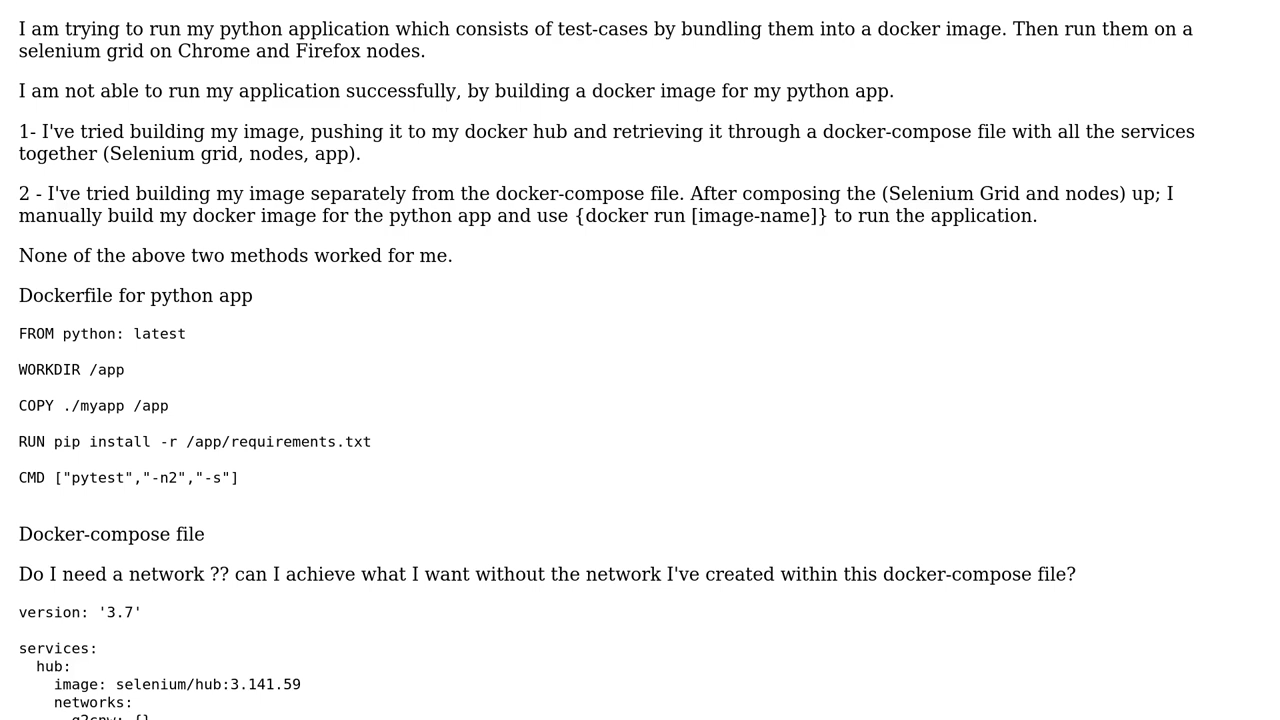 I am trying to run my python application which consists of test-cases by bundling them into a docker image. Then run them on a
selenium grid on Chrome and Firefox nodes.
I am not able to run my application successfully, by building a docker image for my python app.
1- I've tried building my image, pushing it to my docker hub and retrieving it through a docker-compose file with all the services
together (Selenium grid, nodes, app).
2 - I've tried building my image separately from the docker-compose file. After composing the (Selenium Grid and nodes) up; I
manually build my docker image for the python app and use {docker run [image-name]} to run the application.
None of the above two methods worked for me.
Dockerfile for python app
FROM python: latest
WORKDIR /app
COPY ./myapp /app
RUN pip install -r /app/requirements.txt
CMD ["pytest","-n2","-s"]
Docker-compose file
Do I need a network ?? can I achieve what I want without the network I've created within this docker-compose file?
version: '3.7'
services:
  hub:
    image: selenium/hub:3.141.59
    networks: